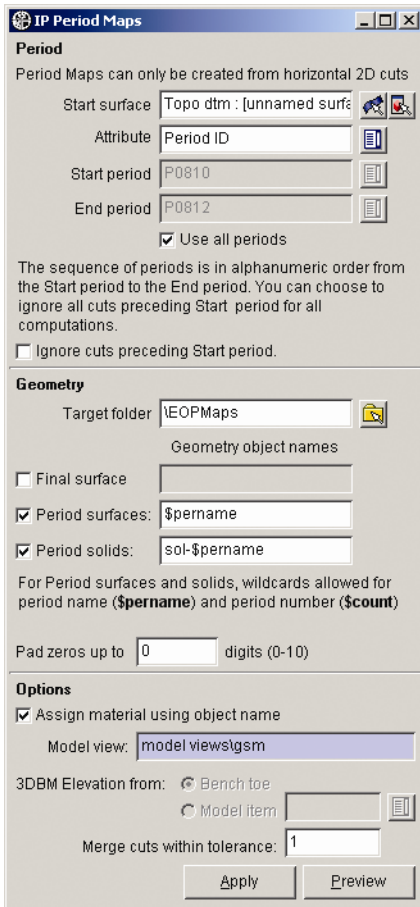 IP Period Maps
Period
Period Maps can only be created from horizontal 2D cuts
Start surface Topo dtm : [unnamed surfa
Attribute Period ID
Start period P0810
End period P0812
Use all periods
The sequence of periods is in alphanumeric order from
the Start period to the End period. You can choose to
ignore all cuts preceding Start period for all
computations.
Ignore cuts preceding Start period.
Geometry
Target folder \EOPMaps
Geometry object names
Final surface
Period surfaces: $pername
Period solids: sol-$pername
For Period surfaces and solids, wildcards allowed for
period name ($pername) and period number ($count)
Pad zeros up to 0 digits (0-10)
Options
Assign material using object name
Model view: model views\gsm
3DBM Elevation from: Bench toe
Model item
Merge cuts within tolerance: 1
Apply Preview